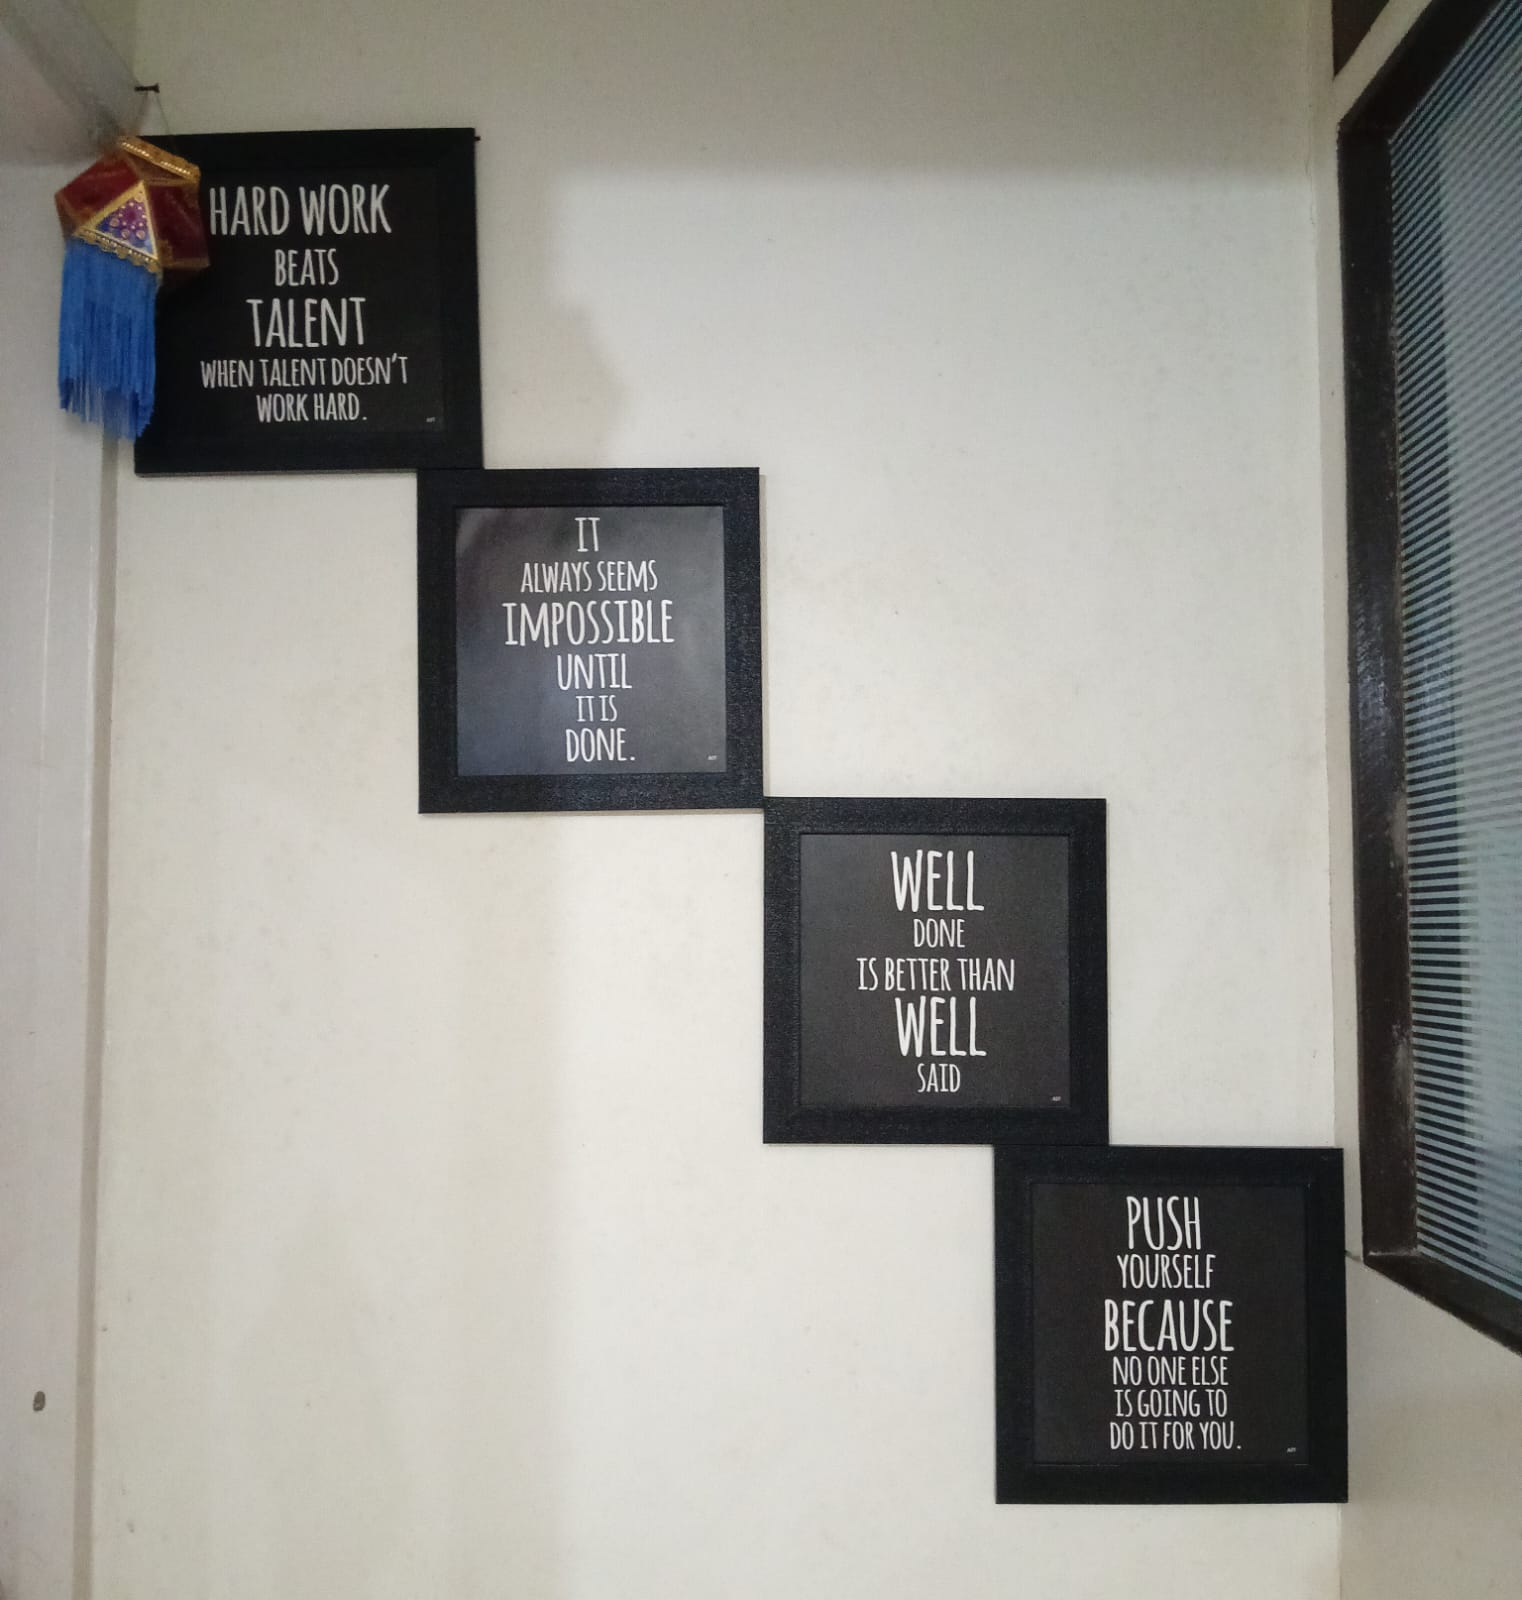 HARD WORK
BEATS
TALENT
WHEN TALENT DOESN'T
WORK HARD.
IT
ALWAYS SEEMS
IMPOSSIBLE
UNTIL
IT IS
DONE.
WELL
DONE
IS BETTER THAN
WELL
SAID
PUSH
YOURSELF
BECAUSE
NO ONE ELSE
IS GOING TO
DO IT FOR YOU.